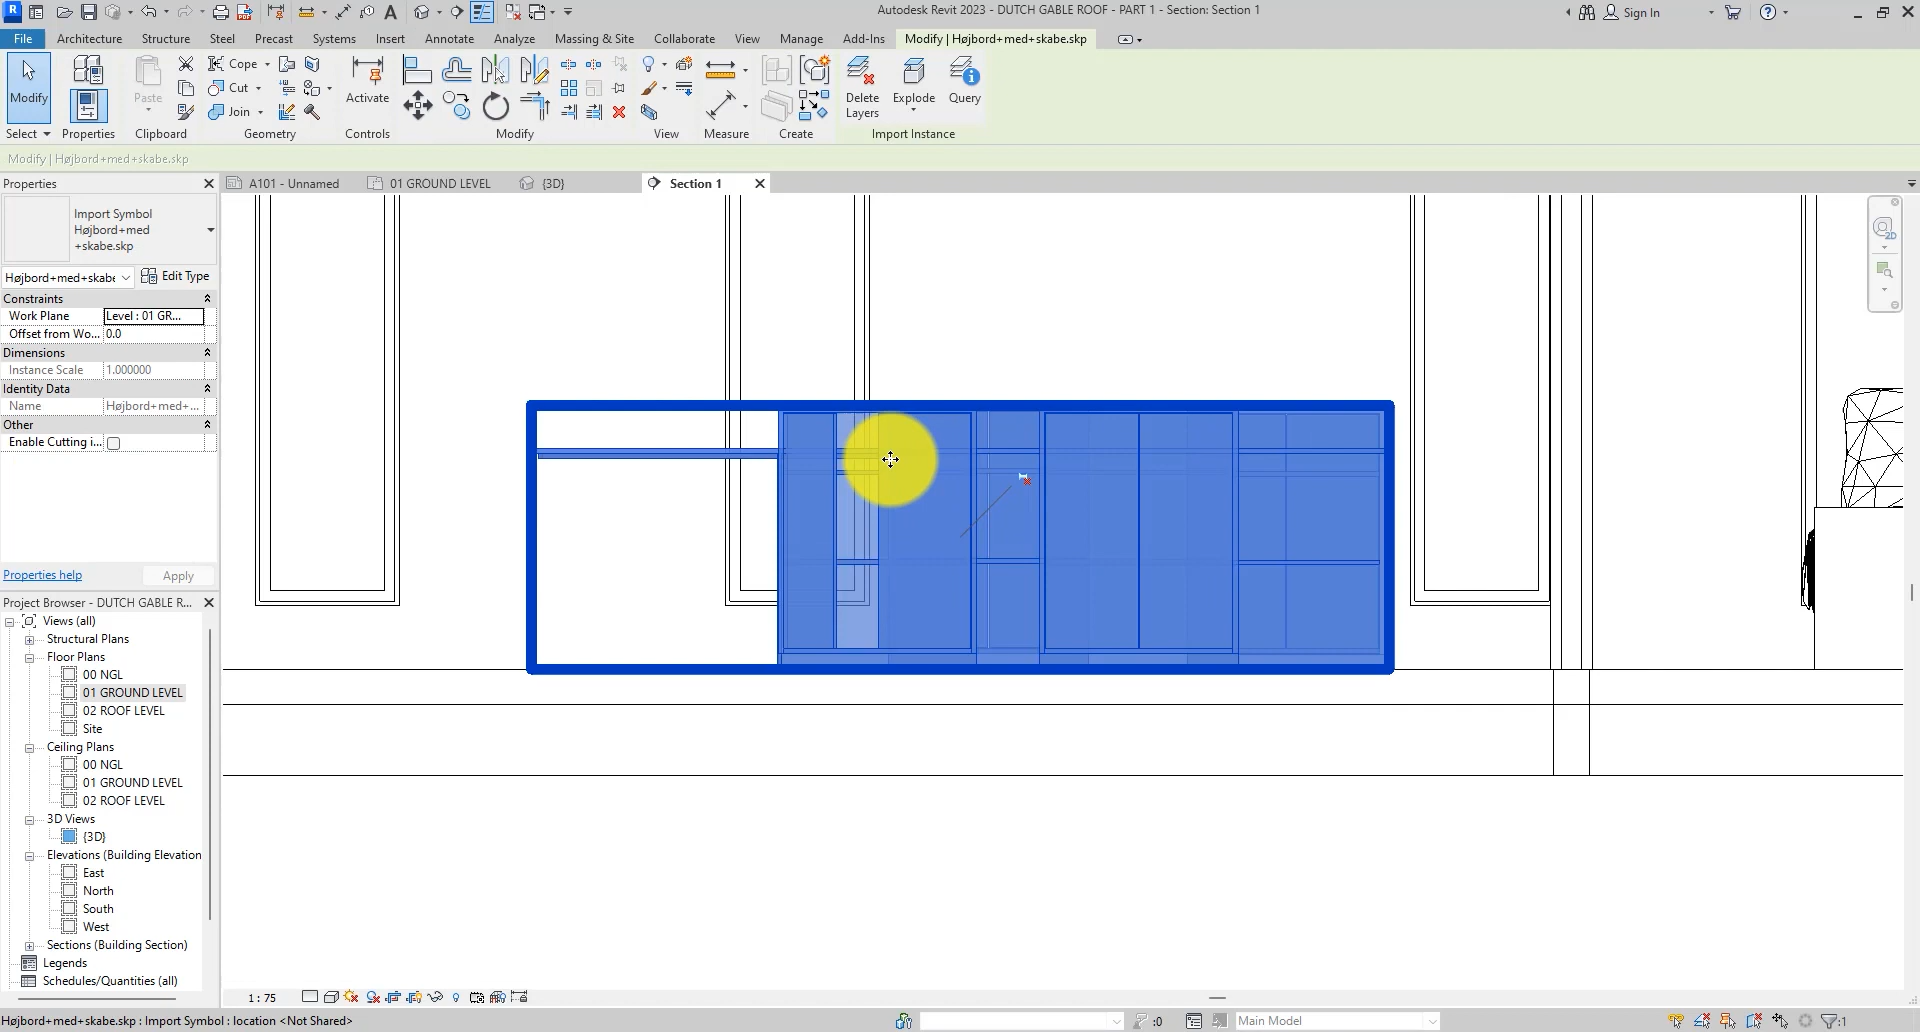 Autodesk Revit 2023 - DUTCH GABLE ROOF - PART 1 - Section: Section 1
Sign In
File
Architecture
Structure
Steel
Precast
Systems
Insert
Annotate
Analyze
Massing & Site
Collaborate
View
Manage
Add-Ins
Modify | Højbord+med+skabe.skp
Modify
Paste
Cope
Cut
Join
Activate
Delete
Layers
Explode
Query
Select
Properties
Clipboard
Geometry
Controls
Modify
View
Measure
Create
Import Instance
Modify | Højbord+med+skabe.skp
Properties
A101 - Unnamed
01 GROUND LEVEL
{3D}
Section 1
Import Symbol
Højbord+med
+skabe.skp
Højbord+med+skabe
Edit Type
Constraints
Work Plane
Level : 01 GR...
Offset from Wo...
0.0
Dimensions
Instance Scale
1.000000
Identity Data
Name
Højbord+med+...
Other
Enable Cutting i...
Properties help
Apply
Project Browser - DUTCH GABLE R...
Views (all)
Structural Plans
Floor Plans
00 NGL
01 GROUND LEVEL
02 ROOF LEVEL
Site
Ceiling Plans
00 NGL
01 GROUND LEVEL
02 ROOF LEVEL
3D Views
{3D}
Elevations (Building Elevation
East
North
South
West
Sections (Building Section)
Legends
Schedules/Quantities (all)
2D
1 : 75
Højbord+med+skabe.skp : Import Symbol : location <Not Shared>
:0
Main Model
:1